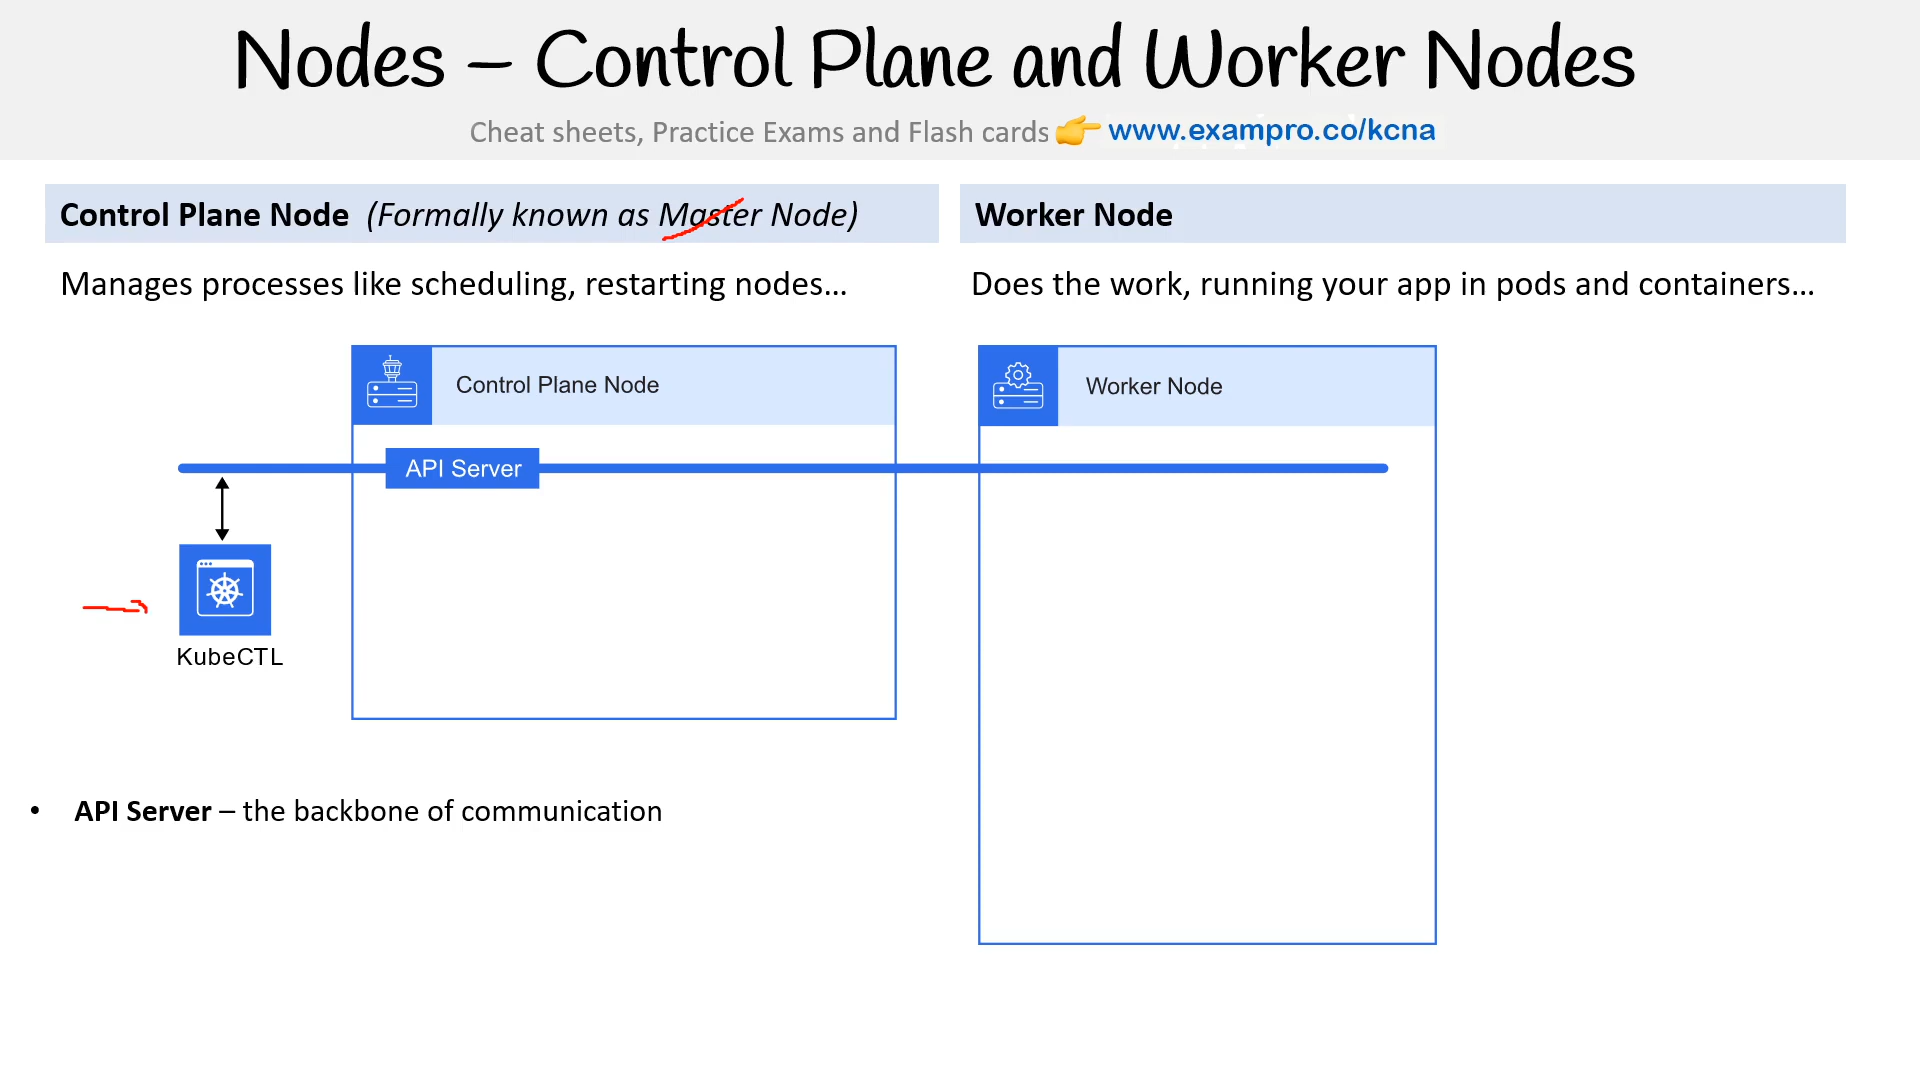 Nodes – Control Plane and Worker Nodes
Cheat sheets, Practice Exams and Flash cards 👉 www.exampro.co/kcna
Control Plane Node (Formally known as Master Node)
Manages processes like scheduling, restarting nodes...
Worker Node
Does the work, running your app in pods and containers...
Control Plane Node
Worker Node
API Server
KubeCTL
• API Server – the backbone of communication